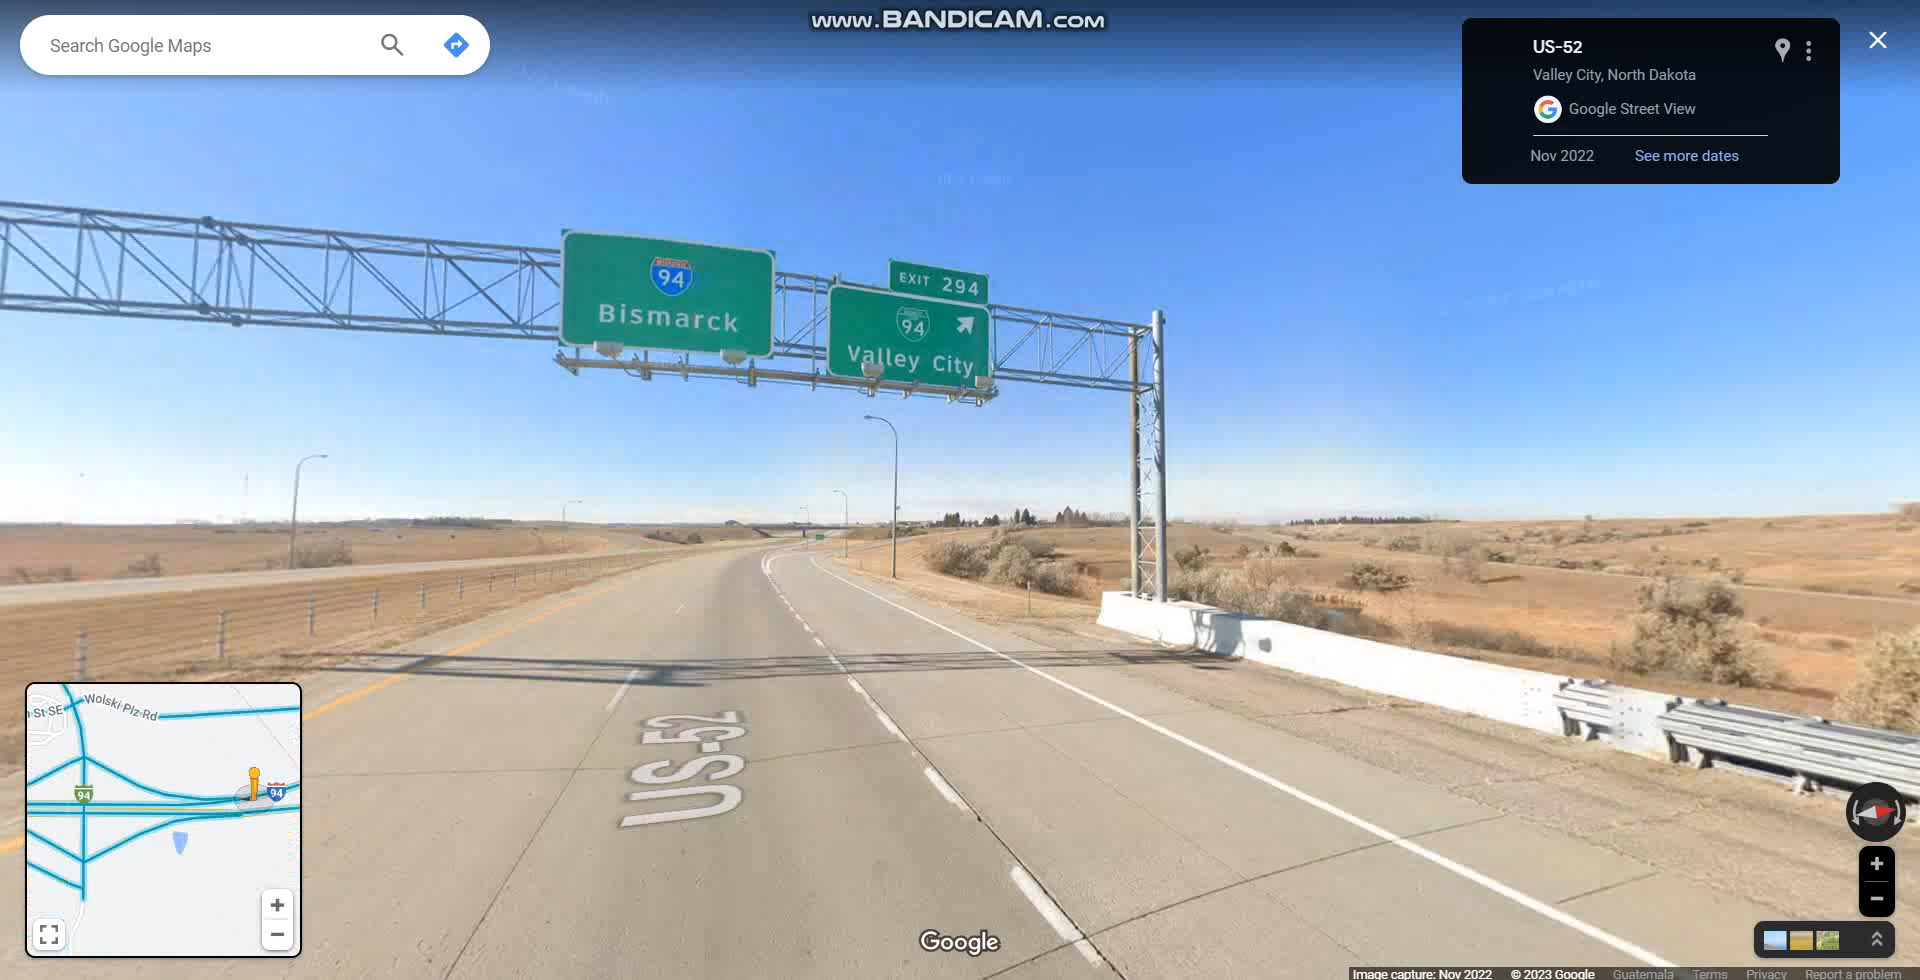 www.BANDICAM.com
Search Google Maps
US-52
Valley City, North Dakota
Google Street View
Nov 2022
See more dates
94
Bismarck
EXIT 294
94
Valley City
US-52
Wolski Plz Rd
St SE
94
94
Google
Image capture: Nov 2022 © 2023 Google Guatemala Terms Privacy Report a problem